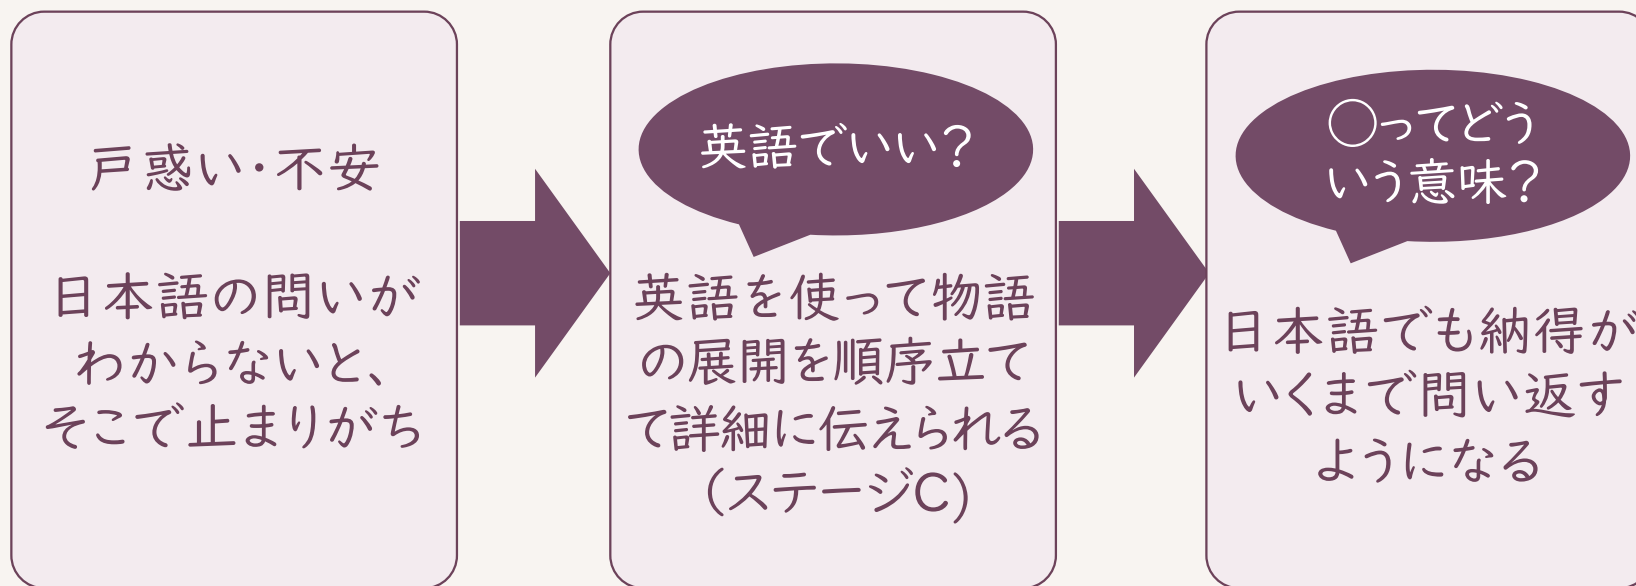 戸惑い・不安
日本語の問いが
わからないと、
そこで止まりがち
英語でいい?
英語を使って物語
の展開を順序立て
て詳細に伝えられる
(ステージC)
◯ってどう
いう意味?
日本語でも納得が
いくまで問い返す
ようになる